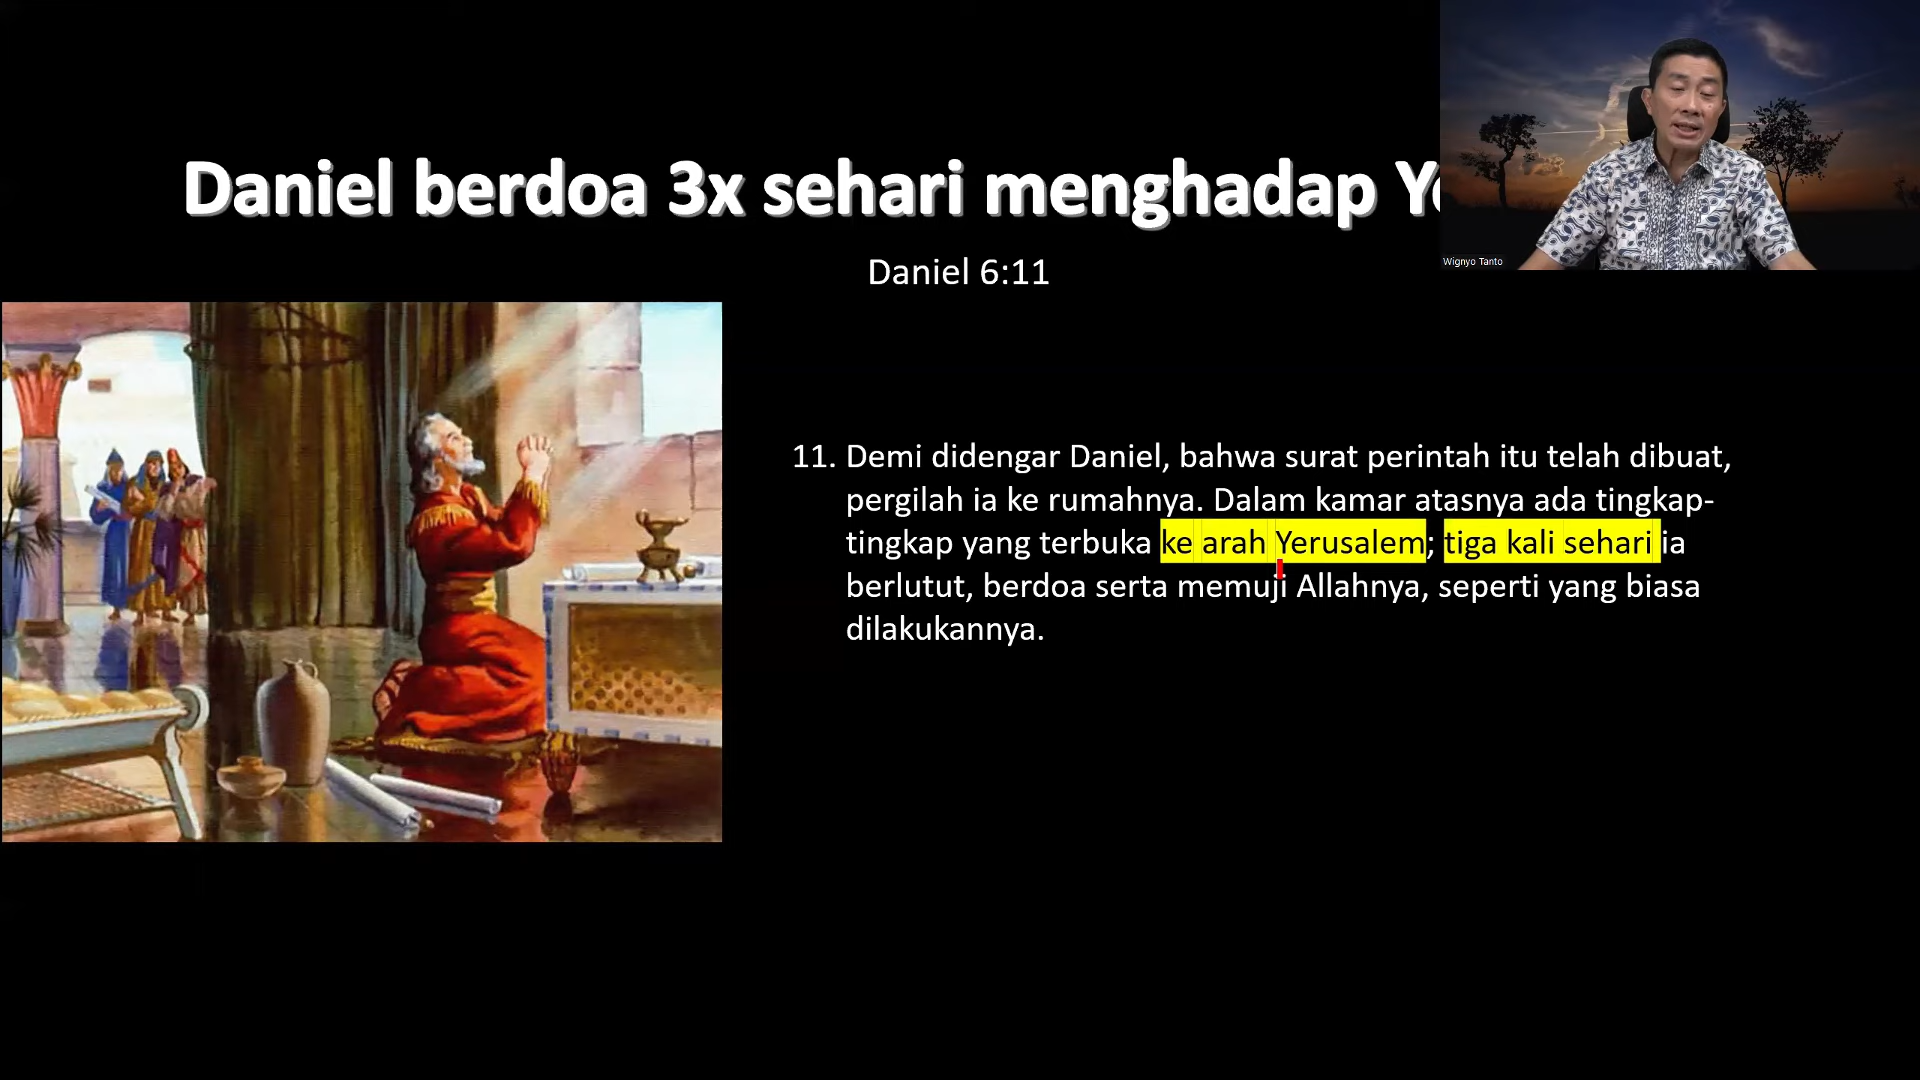 Daniel berdoa 3x sehari menghadap
Daniel 6:11
Wignyo Tanto
11. Demi didengar Daniel, bahwa surat perintah itu telah dibuat,
pergilah ia ke rumahnya. Dalam kamar atasnya ada tingkap-
tingkap yang terbuka ke arah Yerusalem; tiga kali sehari ia
berlutut, berdoa serta memuji Allahnya, seperti yang biasa
dilakukannya.